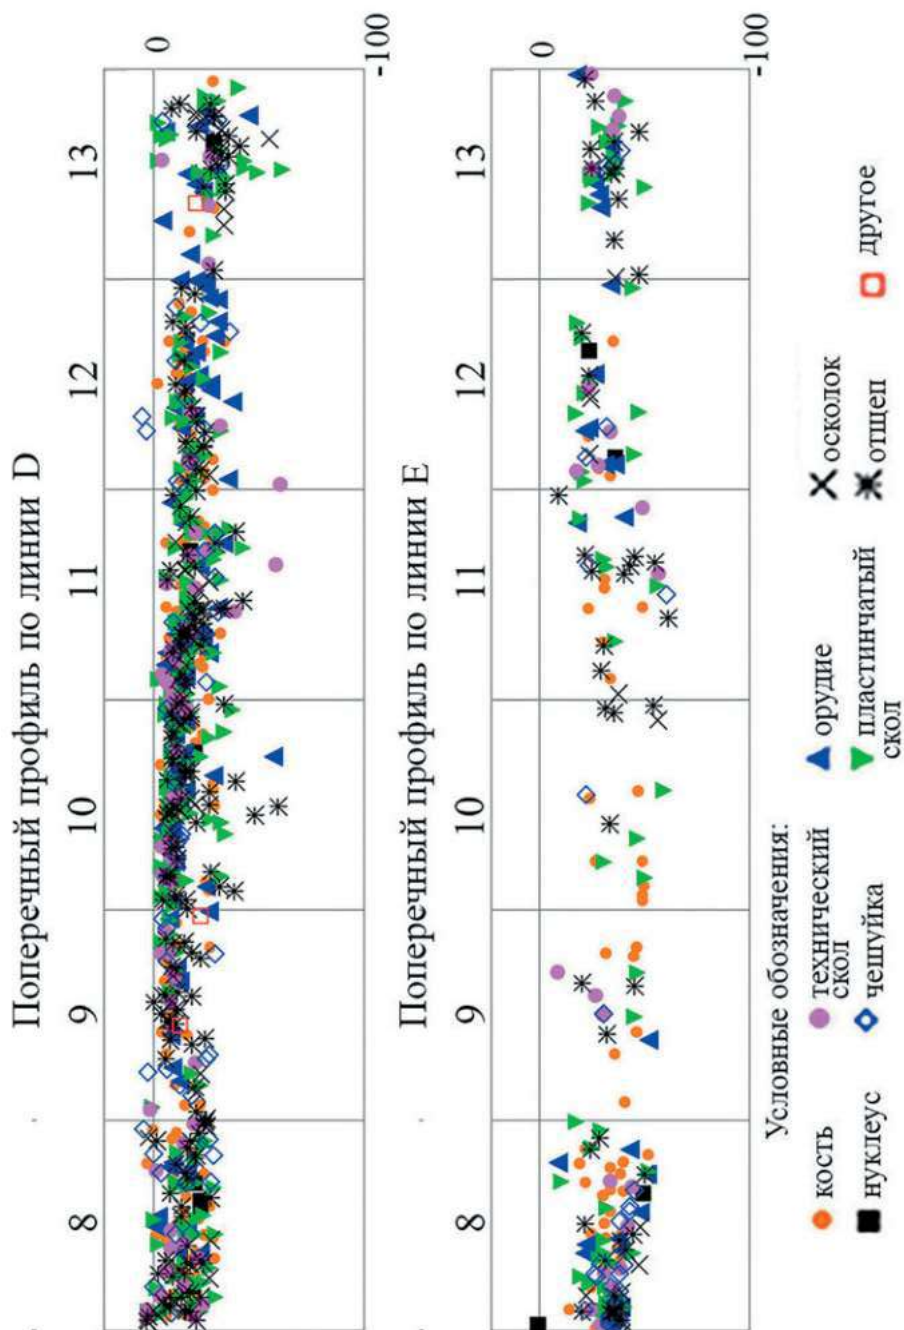 Поперечный профиль по линии D
8 9 10 11 12 13
0
-100
Поперечный профиль по линии E
8 9 10 11 12 13
0
-100
Условные обозначения:
кость
технический скол
орудие
осколок
нуклеус
чешуйка
пластинчатый скол
отщеп
другое